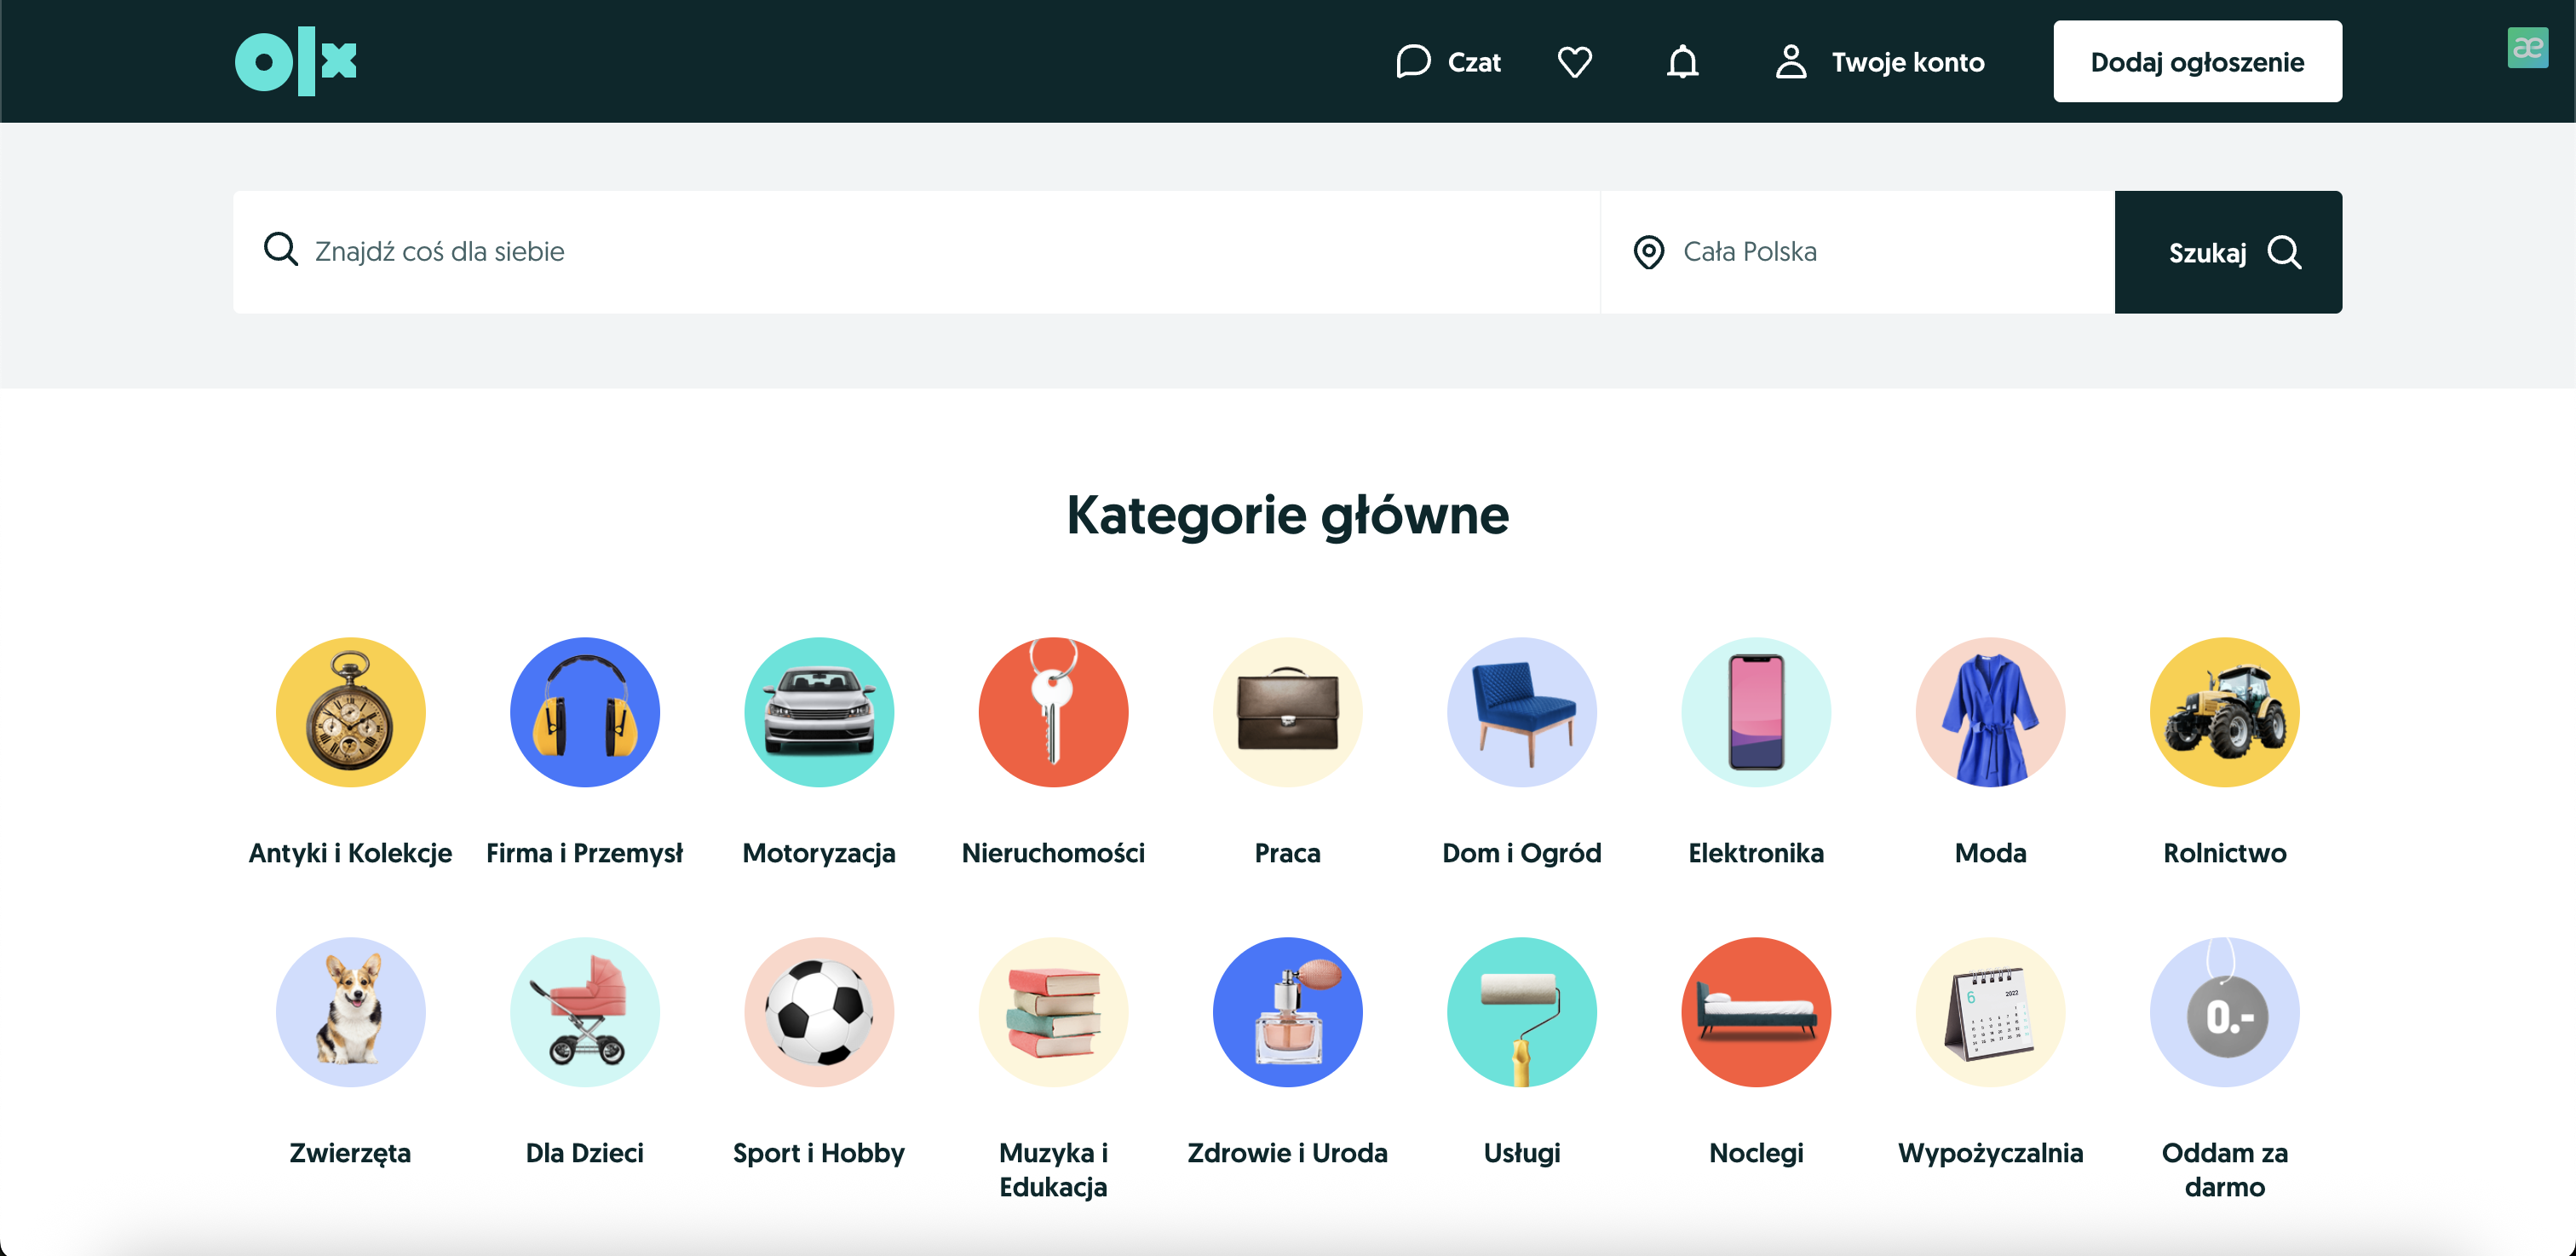 olx
Czat
Twoje konto
Dodaj ogłoszenie
æ
Znajdź coś dla siebie
Cała Polska
Szukaj
Kategorie główne
Antyki i Kolekcje
Firma i Przemysł
Motoryzacja
Nieruchomości
Praca
Dom i Ogród
Elektronika
Moda
Rolnictwo
6 2022
0.-
Zwierzęta
Dla Dzieci
Sport i Hobby
Muzyka i
Edukacja
Zdrowie i Uroda
Usługi
Noclegi
Wypożyczalnia
Oddam za
darmo